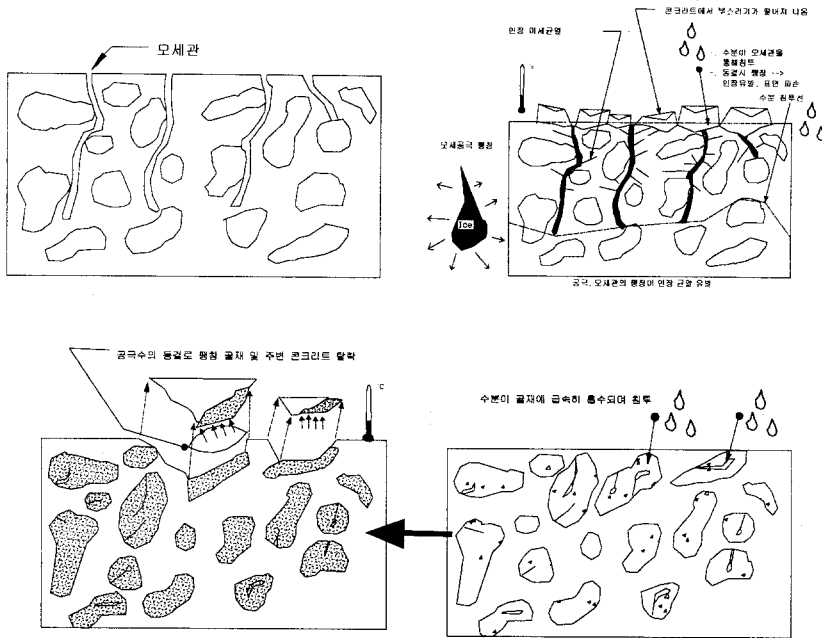 모세관
콘크리트에서 부스러기가 떨어져 나옴
인장 미세균열
- 수분이 모세관을
통해침투
- 동결시 팽창 -->
인장유발, 표면 파손
수분 침투선
℃
모세공극 팽창
Ice
공극, 모세관의 팽창이 인장 균열 유발
공극수의 동결로 팽창 골재 및 주변 콘크리트 탈락
℃
수분이 골재에 급속히 흡수되며 침투